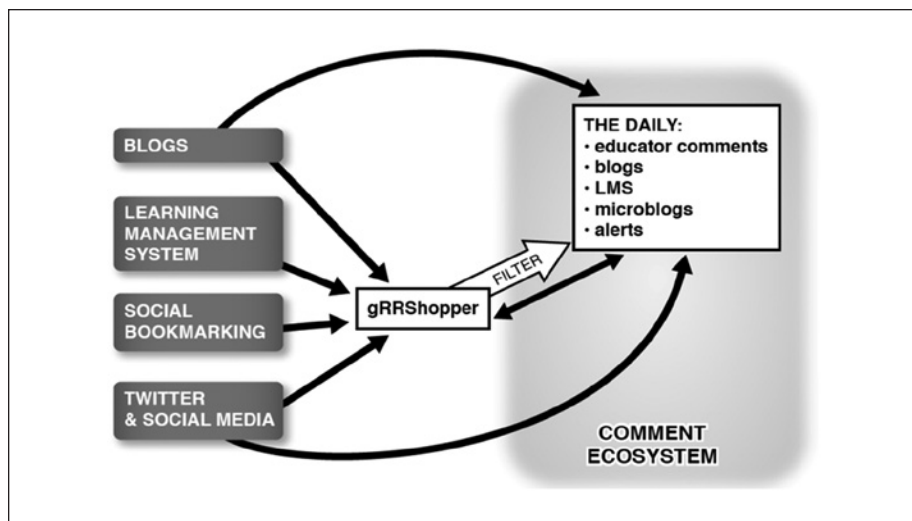 BLOGS
LEARNING
MANAGEMENT
SYSTEM
SOCIAL
BOOKMARKING
TWITTER
& SOCIAL MEDIA
gRRShopper
FILTER
THE DAILY:
• educator comments
• blogs
• LMS
• microblogs
• alerts
COMMENT
ECOSYSTEM